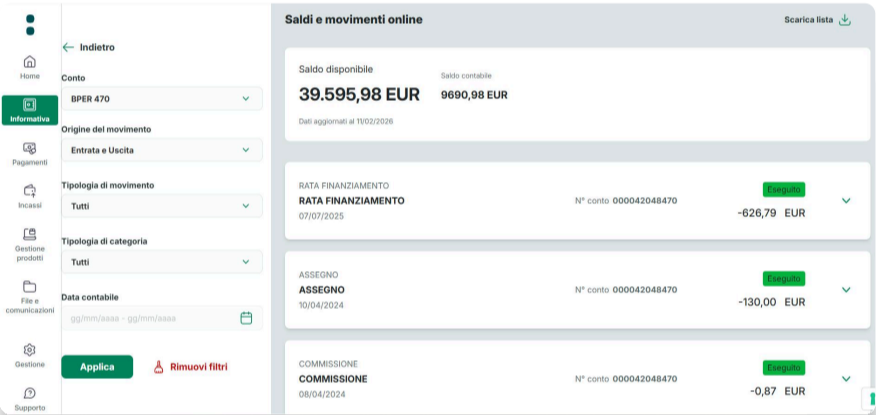 Saldi e movimenti online
Scarica lista
Home
Informativa
Pagamenti
Incassi
Gestione
prodotti
File e
comunicazioni
Gestione
Supporto
Indietro
Conto
BPER 470
Origine del movimento
Entrata e Uscita
Tipologia di movimento
Tutti
Tipologia di categoria
Tutti
Data contabile
gg/mm/aaaa - gg/mm/aaaa
Applica
Rimuovi filtri
Saldo disponibile
39.595,98 EUR
Saldo contabile
9690,98 EUR
Dati aggiornati al 11/02/2026
RATA FINANZIAMENTO
RATA FINANZIAMENTO
07/07/2025
N° conto 000042048470
Eseguito
-626,79 EUR
ASSEGNO
ASSEGNO
10/04/2024
N° conto 000042048470
Eseguito
-130,00 EUR
COMMISSIONE
COMMISSIONE
08/04/2024
N° conto 000042048470
Eseguito
-0,87 EUR